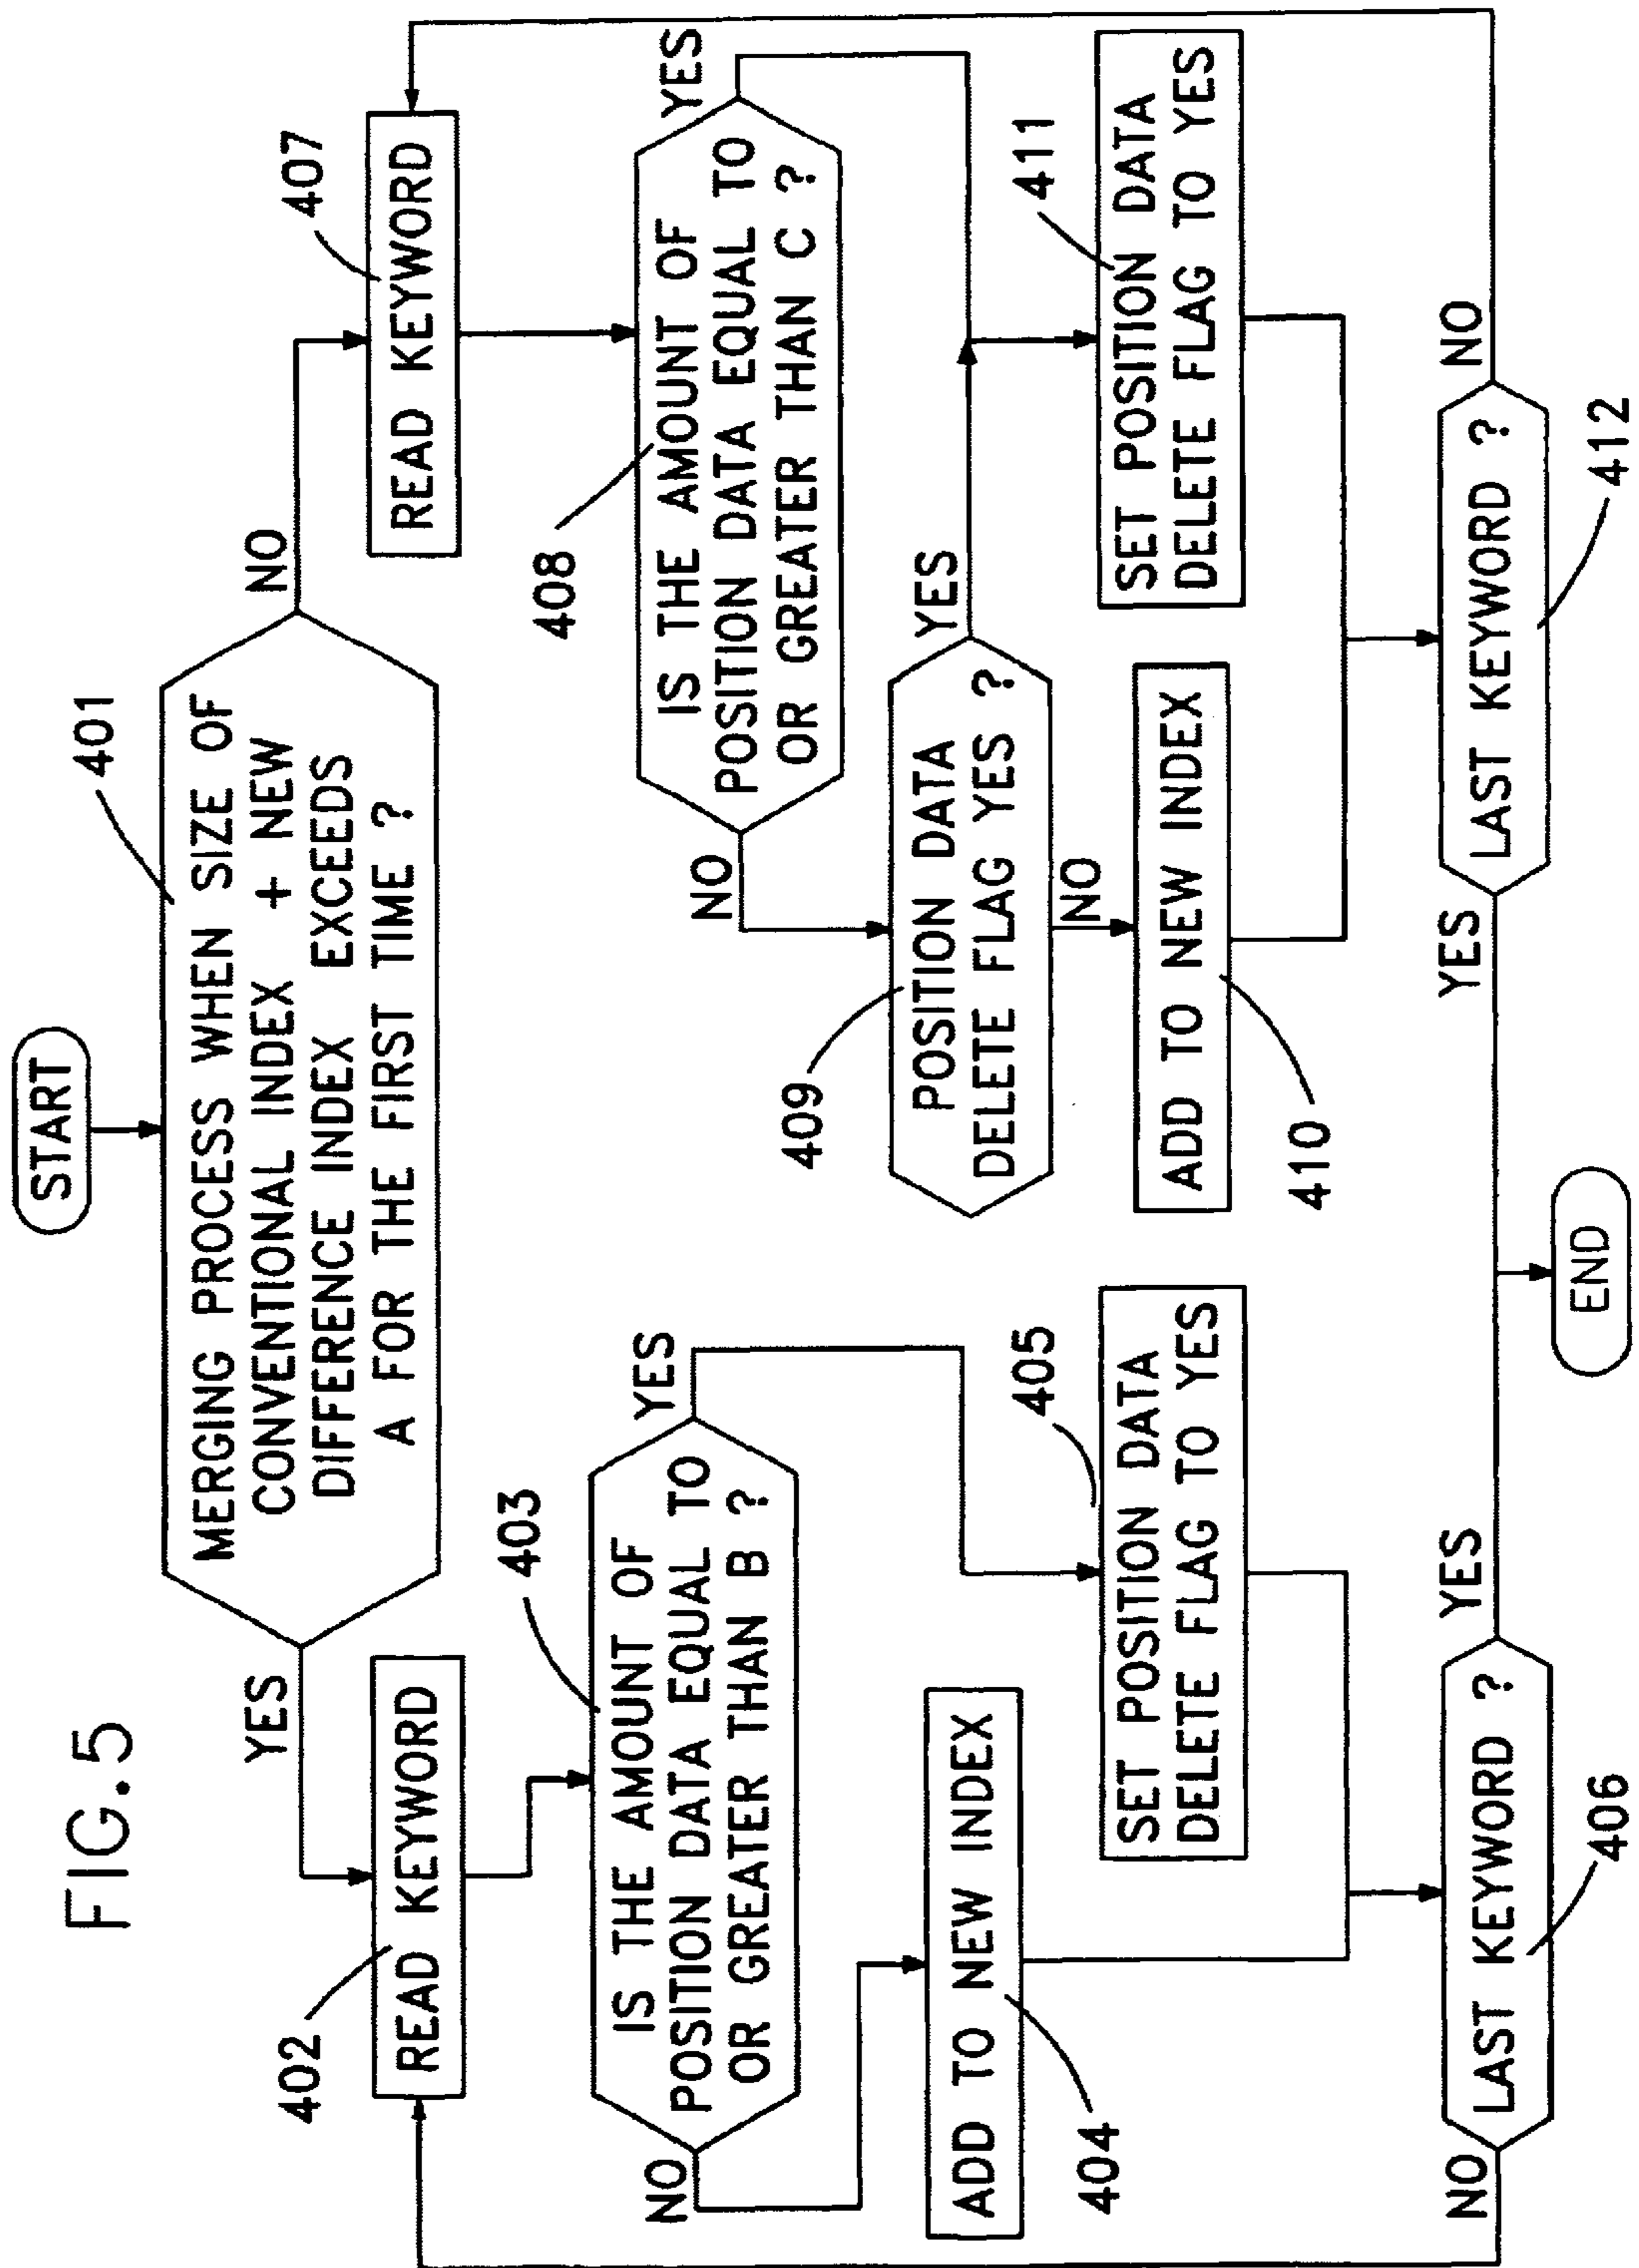 FIG.5
START
401
MERGING PROCESS WHEN SIZE OF
CONVENTIONAL INDEX + NEW
DIFFERENCE INDEX EXCEEDS
A FOR THE FIRST TIME ?
YES
NO
402
READ KEYWORD
403
IS THE AMOUNT OF
POSITION DATA EQUAL TO
OR GREATER THAN B ?
NO
YES
ADD TO NEW INDEX
404
405
SET POSITION DATA
DELETE FLAG TO YES
LAST KEYWORD ?
406
NO
YES
407
READ KEYWORD
408
IS THE AMOUNT OF
POSITION DATA EQUAL TO
OR GREATER THAN C ?
NO
YES
409
POSITION DATA
DELETE FLAG YES ?
YES
NO
ADD TO NEW INDEX
410
411
SET POSITION DATA
DELETE FLAG TO YES
LAST KEYWORD ?
412
YES
NO
END